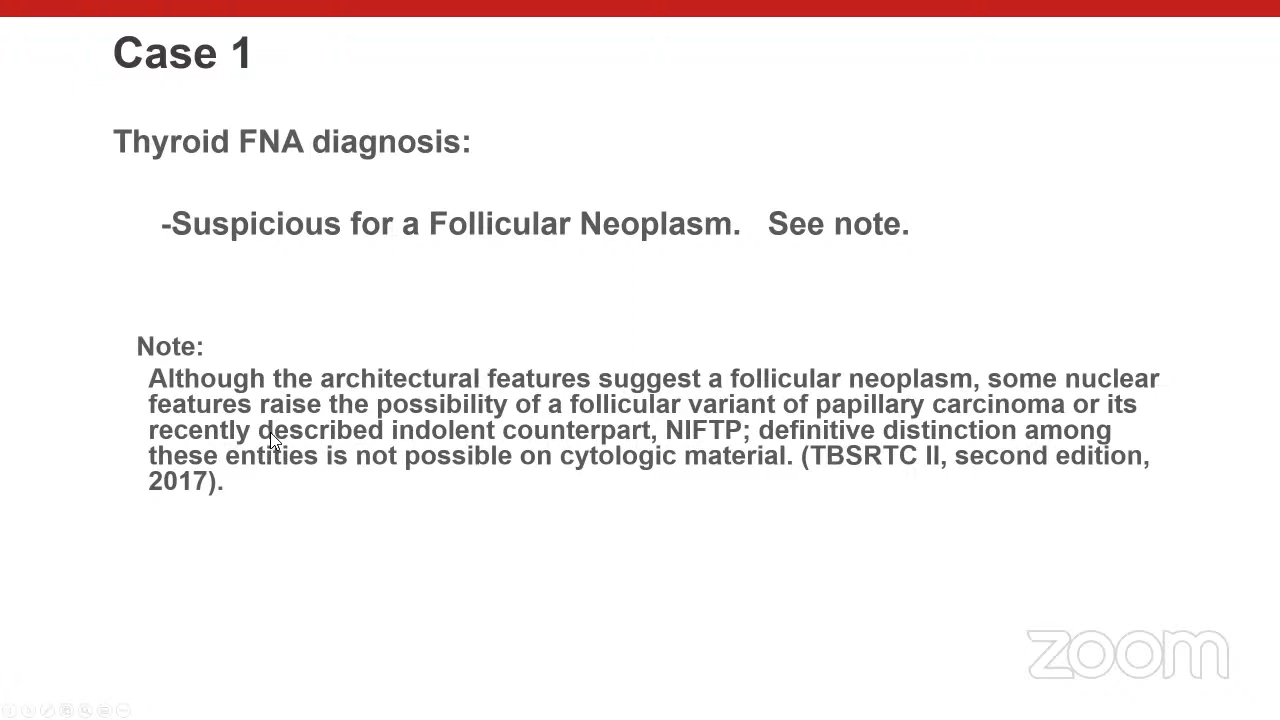 Case 1
Thyroid FNA diagnosis:
-Suspicious for a Follicular Neoplasm. See note.
Note:
Although the architectural features suggest a follicular neoplasm, some nuclear
features raise the possibility of a follicular variant of papillary carcinoma or its
recently described indolent counterpart, NIFTP; definitive distinction among
these entities is not possible on cytologic material. (TBSRTC II, second edition,
2017).
zoom